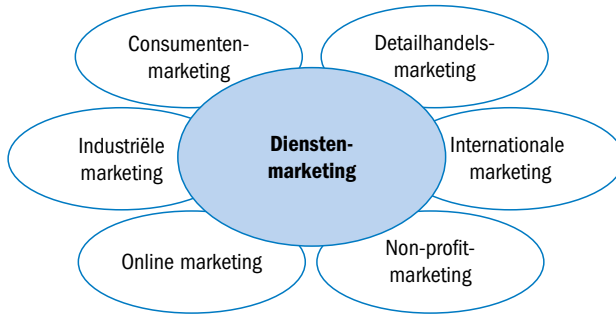 Consumenten-
marketing
Detailhandels-
marketing
Industriële
marketing
Diensten-
marketing
Internationale
marketing
Online marketing
Non-profit-
marketing